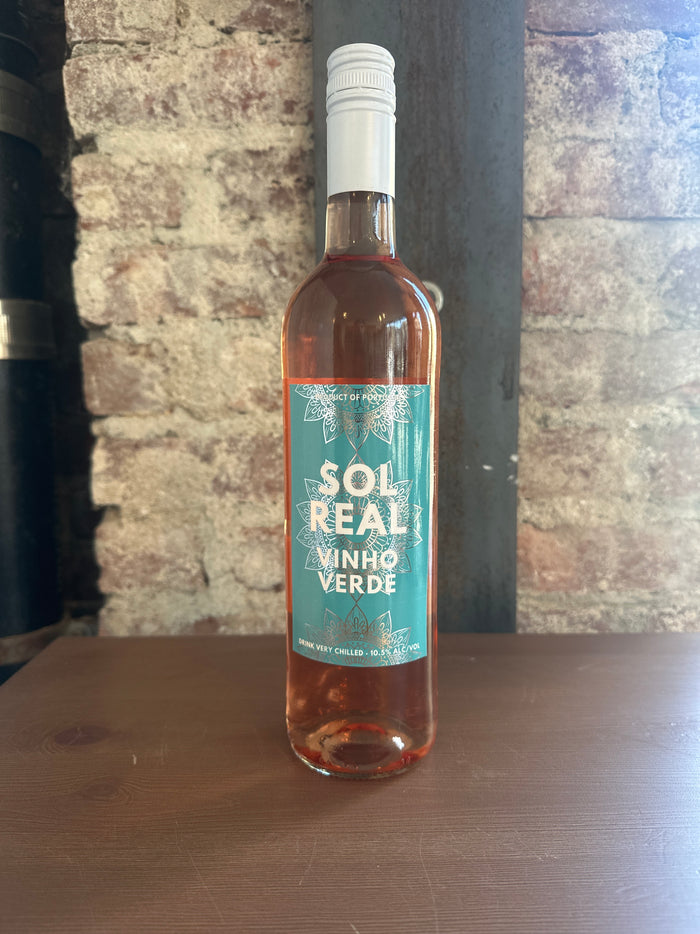 PRODUCT OF PORTUGAL
SOL
REAL
VINHO
VERDE
DRINK VERY CHILLED - 10.5% ALC/VOL